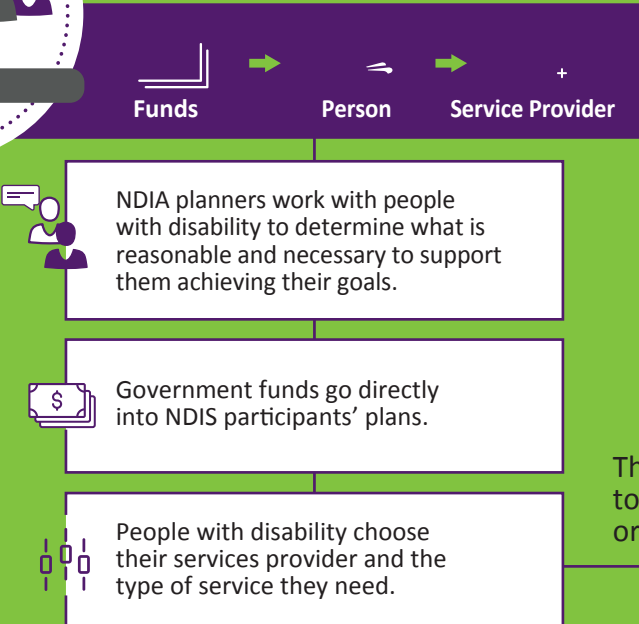 Funds Person Service Provider
NDIA planners work with people
with disability to determine what is
reasonable and necessary to support
them achieving their goals.
$
Government funds go directly
into NDIS participants’ plans.
People with disability choose
their services provider and the
type of service they need.